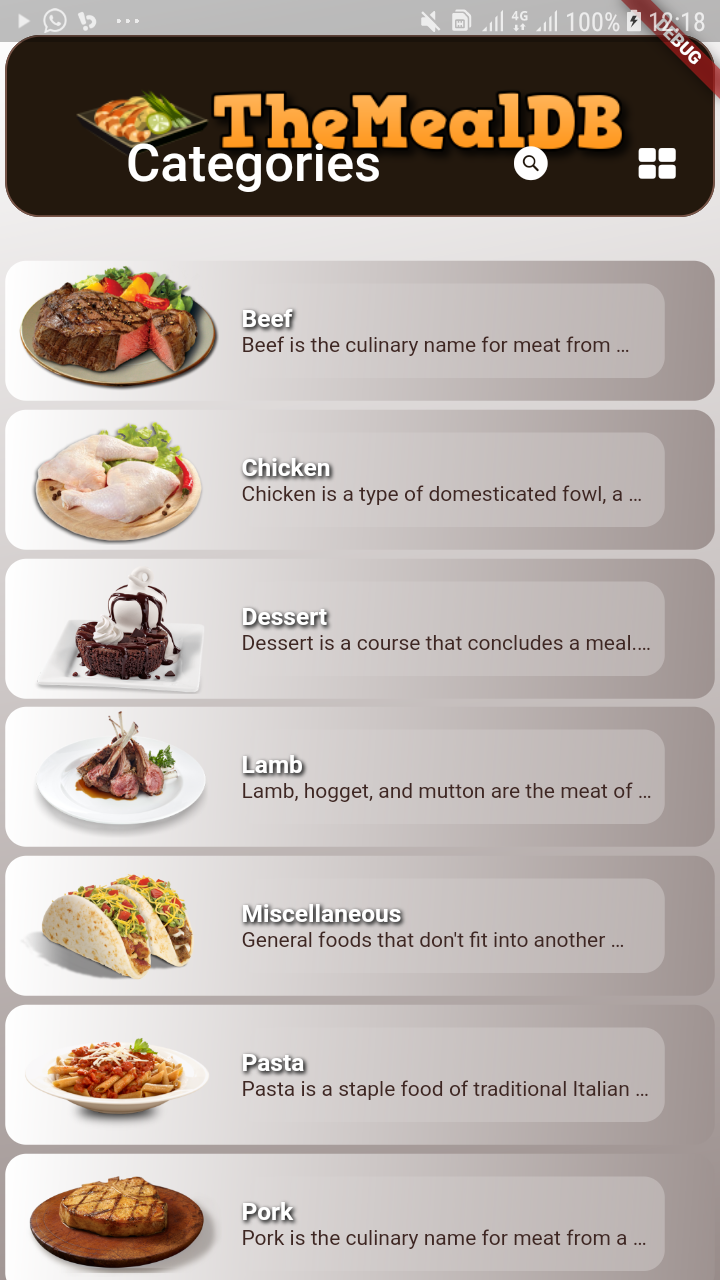 4G 100% 12:18
DEBUG
TheMealDB
Categories
Beef
Beef is the culinary name for meat from ...
Chicken
Chicken is a type of domesticated fowl, a ...
Dessert
Dessert is a course that concludes a meal....
Lamb
Lamb, hogget, and mutton are the meat of ...
Miscellaneous
General foods that don't fit into another ...
Pasta
Pasta is a staple food of traditional Italian ...
Pork
Pork is the culinary name for meat from a ...